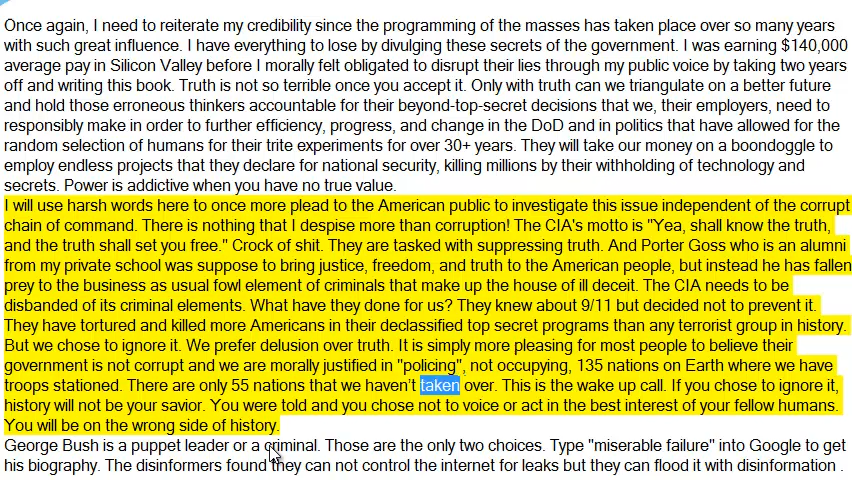 Once again, I need to reiterate my credibility since the programming of the masses has taken place over so many years
with such great influence. I have everything to lose by divulging these secrets of the government. I was earning $140,000
average pay in Silicon Valley before I morally felt obligated to disrupt their lies through my public voice by taking two years
off and writing this book. Truth is not so terrible once you accept it. Only with truth can we triangulate on a better future
and hold those erroneous thinkers accountable for their beyond-top-secret decisions that we, their employers, need to
responsibly make in order to further efficiency, progress, and change in the DoD and in politics that have allowed for the
random selection of humans for their trite experiments for over 30+ years. They will take our money on a boondoggle to
employ endless projects that they declare for national security, killing millions by their withholding of technology and
secrets. Power is addictive when you have no true value.
I will use harsh words here to once more plead to the American public to investigate this issue independent of the corrupt
chain of command. There is nothing that I despise more than corruption! The CIA's motto is "Yea, shall know the truth,
and the truth shall set you free." Crock of shit. They are tasked with suppressing truth. And Porter Goss who is an alumni
from my private school was suppose to bring justice, freedom, and truth to the American people, but instead he has fallen
prey to the business as usual fowl element of criminals that make up the house of ill deceit. The CIA needs to be
disbanded of its criminal elements. What have they done for us? They knew about 9/11 but decided not to prevent it.
They have tortured and killed more Americans in their declassified top secret programs than any terrorist group in history.
But we chose to ignore it. We prefer delusion over truth. It is simply more pleasing for most people to believe their
government is not corrupt and we are morally justified in "policing", not occupying, 135 nations on Earth where we have
troops stationed. There are only 55 nations that we haven't taken over. This is the wake up call. If you chose to ignore it,
history will not be your savior. You were told and you chose not to voice or act in the best interest of your fellow humans.
You will be on the wrong side of history.
George Bush is a puppet leader or a criminal. Those are the only two choices. Type "miserable failure" into Google to get
his biography. The disinformers found they can not control the internet for leaks but they can flood it with disinformation .